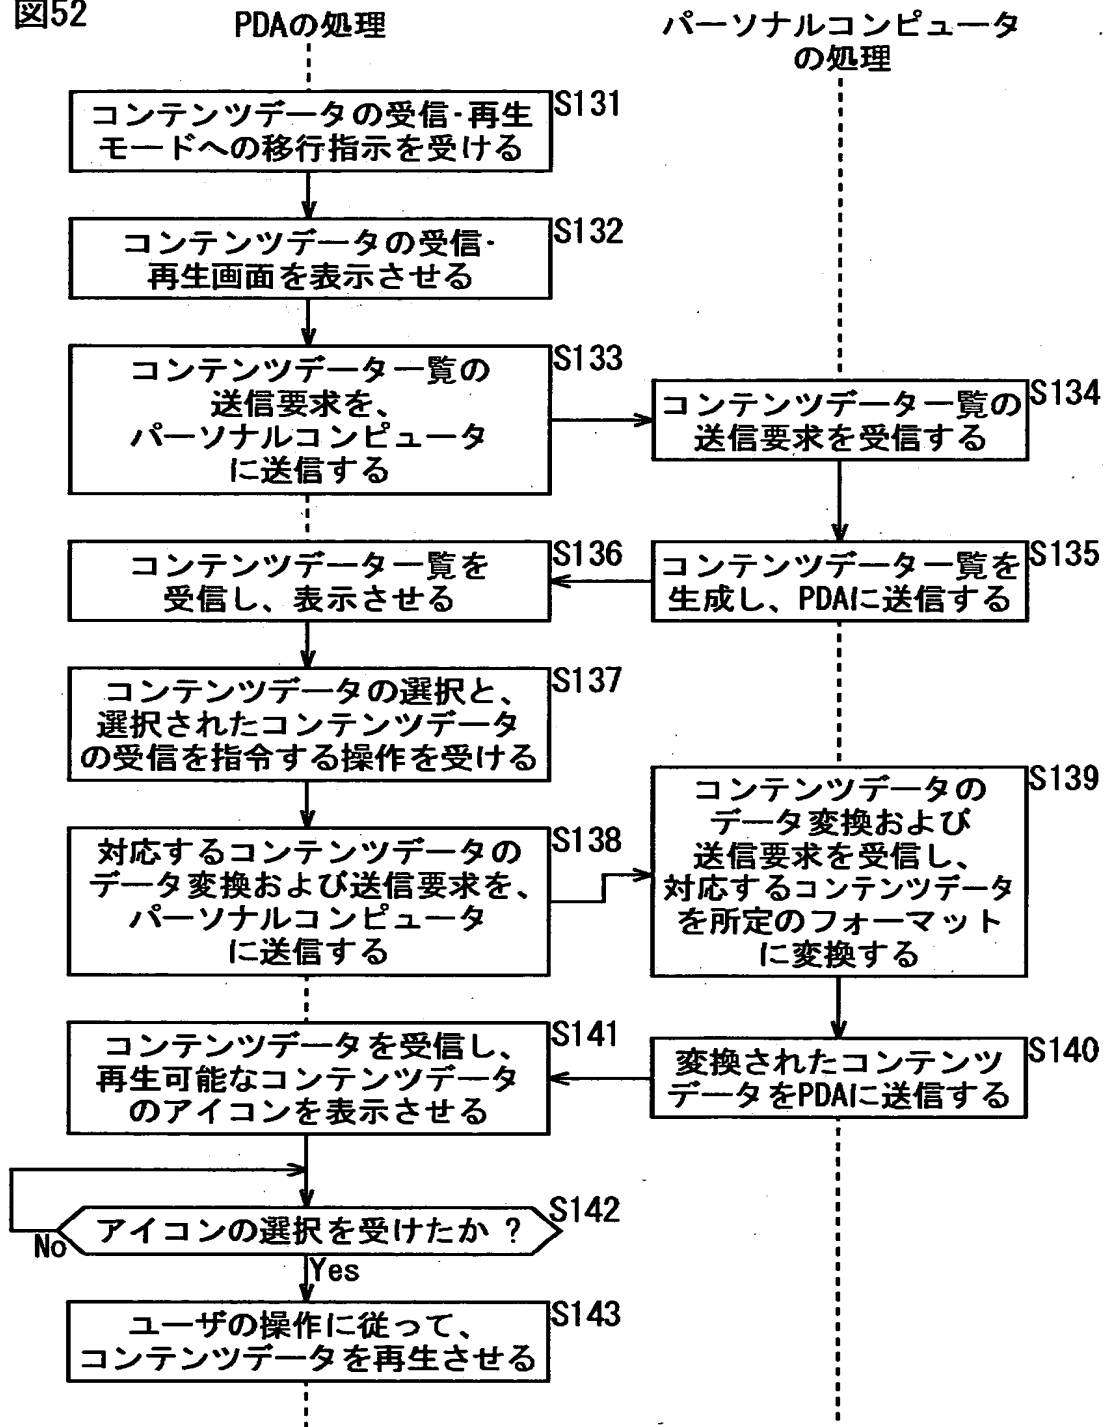 図52
PDAの処理
パーソナルコンピュータ
の処理
S131
コンテンツデータの受信・再生
モードへの移行指示を受ける
S132
コンテンツデータの受信・
再生画面を表示させる
S133
コンテンツデータ一覧の
送信要求を、
パーソナルコンピュータ
に送信する
S134
コンテンツデータ一覧の
送信要求を受信する
S135
コンテンツデータ一覧を
生成し、PDAに送信する
S136
コンテンツデータ一覧を
受信し、表示させる
S137
コンテンツデータの選択と、
選択されたコンテンツデータ
の受信を指令する操作を受ける
S138
対応するコンテンツデータの
データ変換および送信要求を、
パーソナルコンピュータ
に送信する
S139
コンテンツデータの
データ変換および
送信要求を受信し、
対応するコンテンツデータ
を所定のフォーマット
に変換する
S140
変換されたコンテンツ
データをPDAに送信する
S141
コンテンツデータを受信し、
再生可能なコンテンツデータ
のアイコンを表示させる
S142
アイコンの選択を受けたか ?
No
Yes
S143
ユーザの操作に従って、
コンテンツデータを再生させる